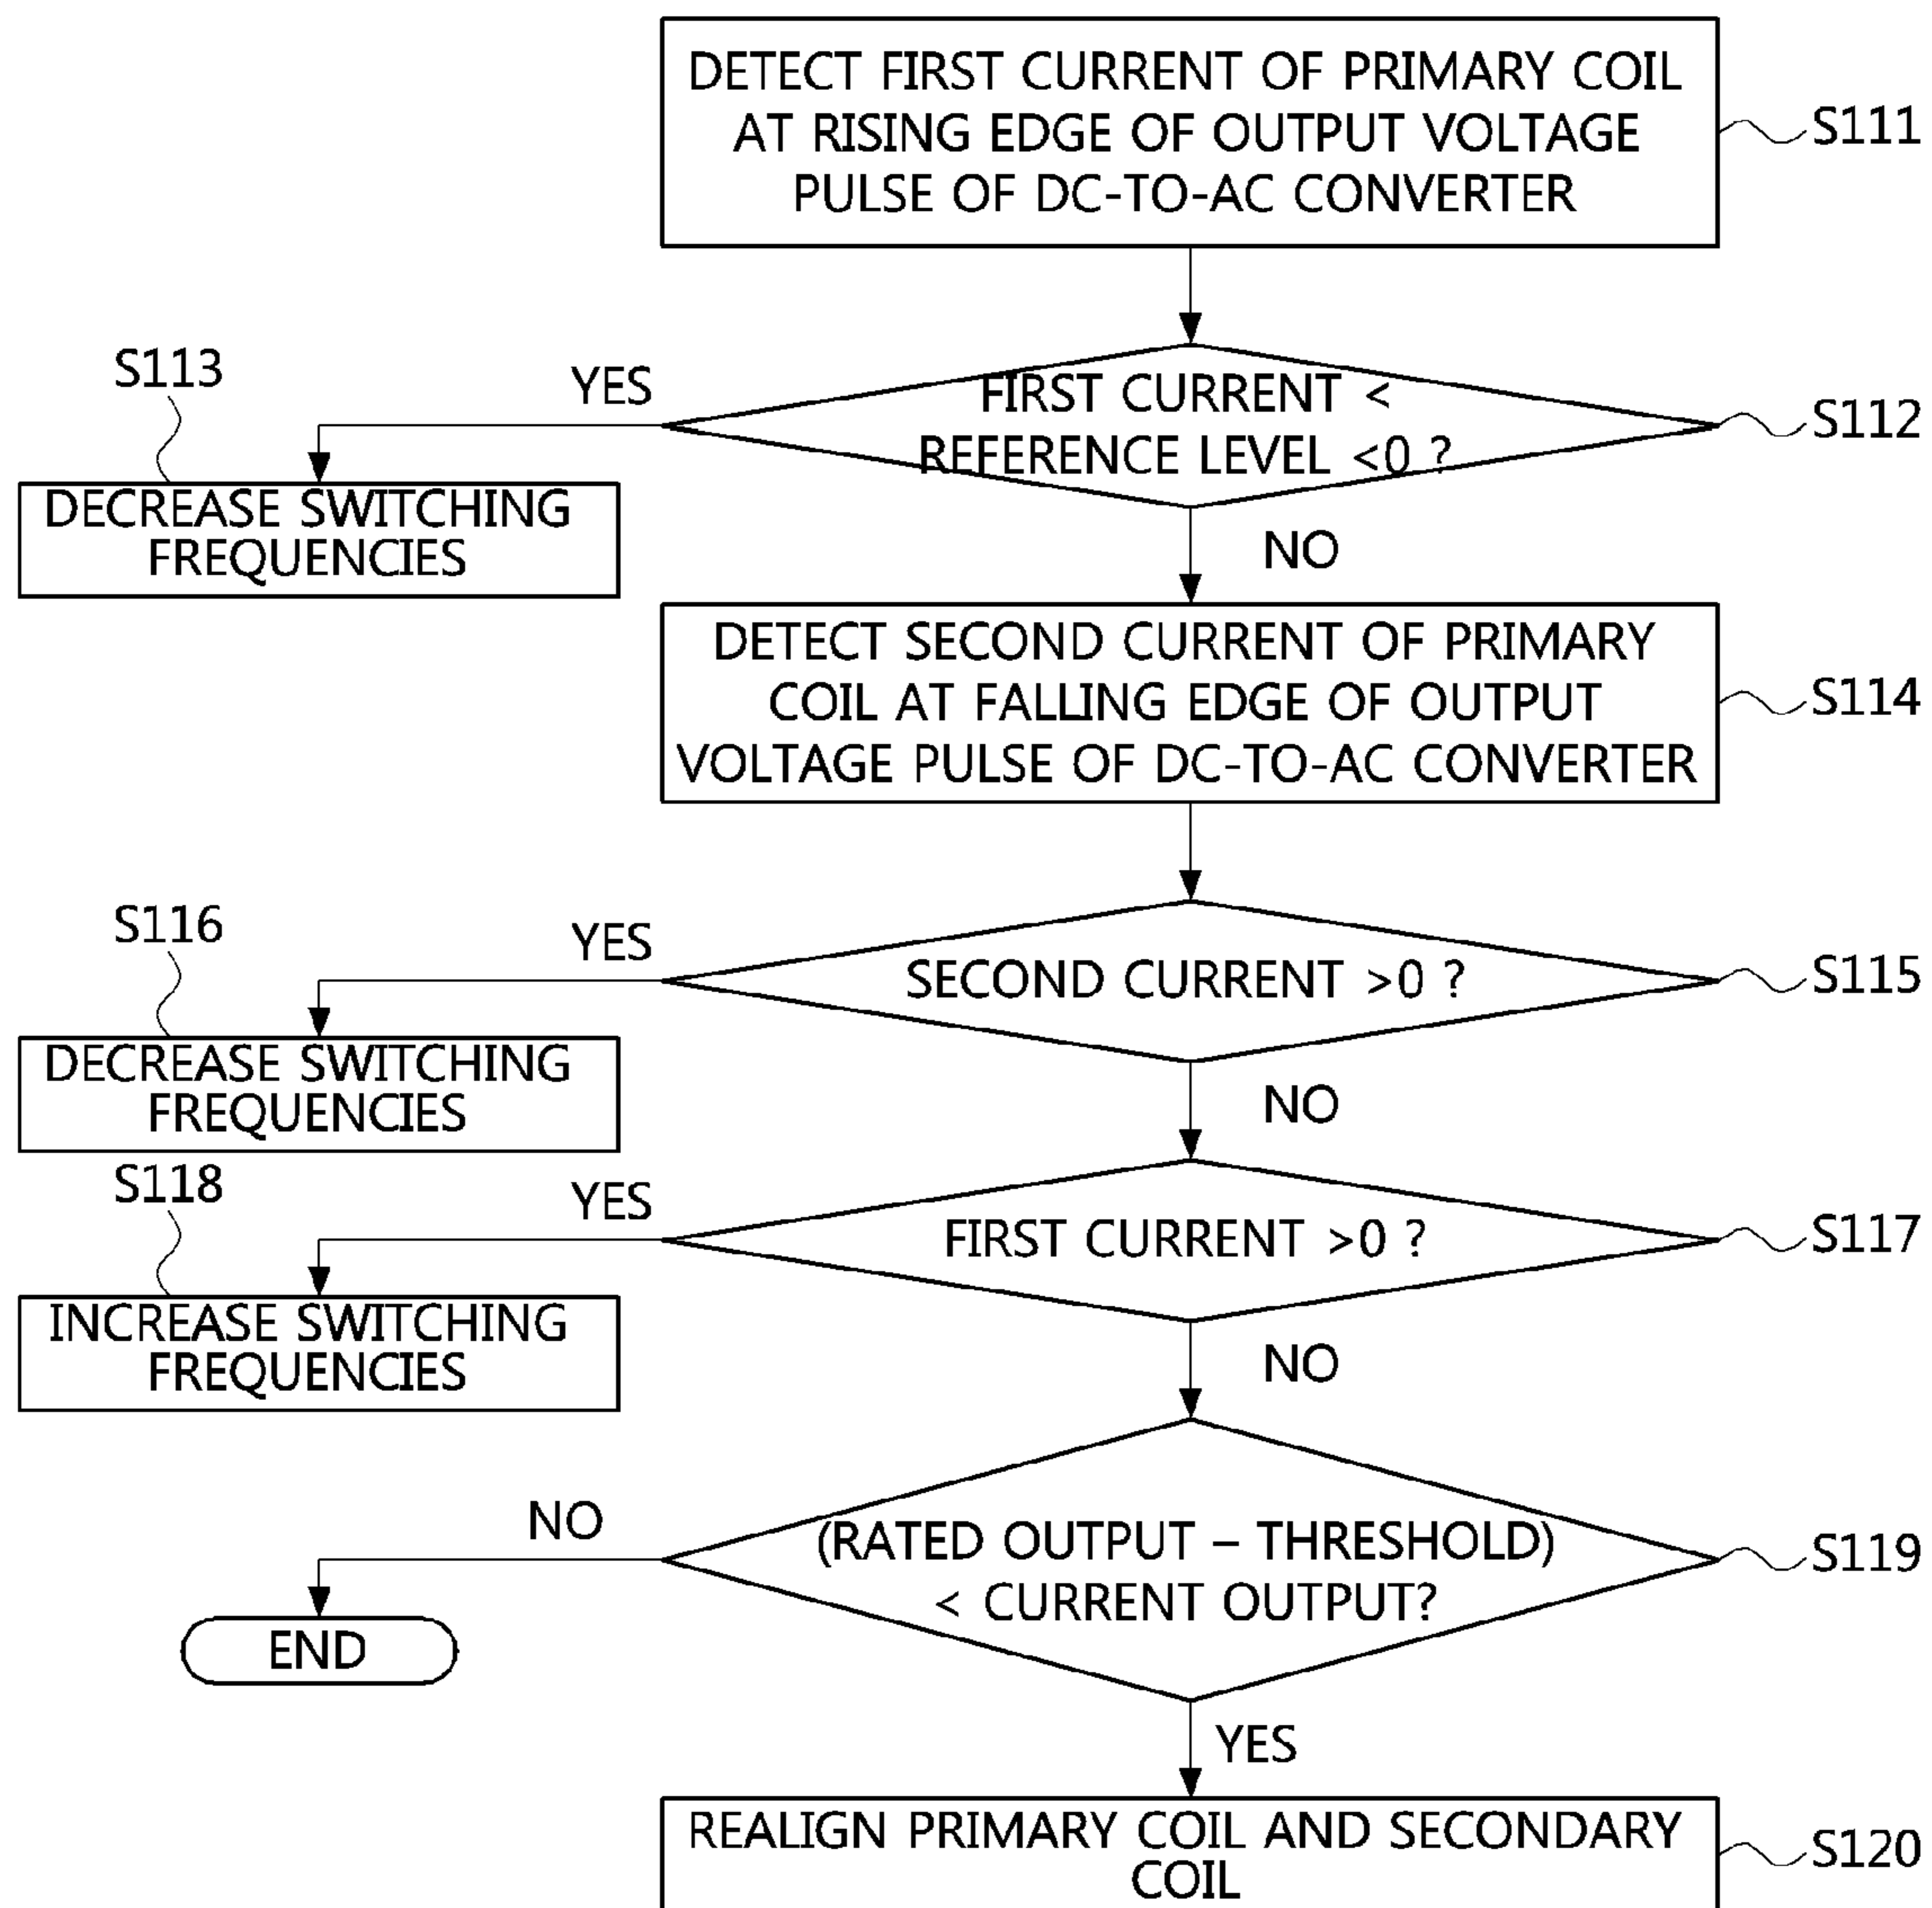 DETECT FIRST CURRENT OF PRIMARY COIL
AT RISING EDGE OF OUTPUT VOLTAGE
PULSE OF DC-TO-AC CONVERTER
S111
S113
YES
FIRST CURRENT <
REFERENCE LEVEL <0 ?
S112
DECREASE SWITCHING
FREQUENCIES
NO
DETECT SECOND CURRENT OF PRIMARY
COIL AT FALLING EDGE OF OUTPUT
VOLTAGE PULSE OF DC-TO-AC CONVERTER
S114
S116
YES
SECOND CURRENT >0 ?
S115
DECREASE SWITCHING
FREQUENCIES
NO
S118
YES
FIRST CURRENT >0 ?
S117
INCREASE SWITCHING
FREQUENCIES
NO
NO
(RATED OUTPUT – THRESHOLD)
< CURRENT OUTPUT?
S119
END
YES
REALIGN PRIMARY COIL AND SECONDARY
COIL
S120